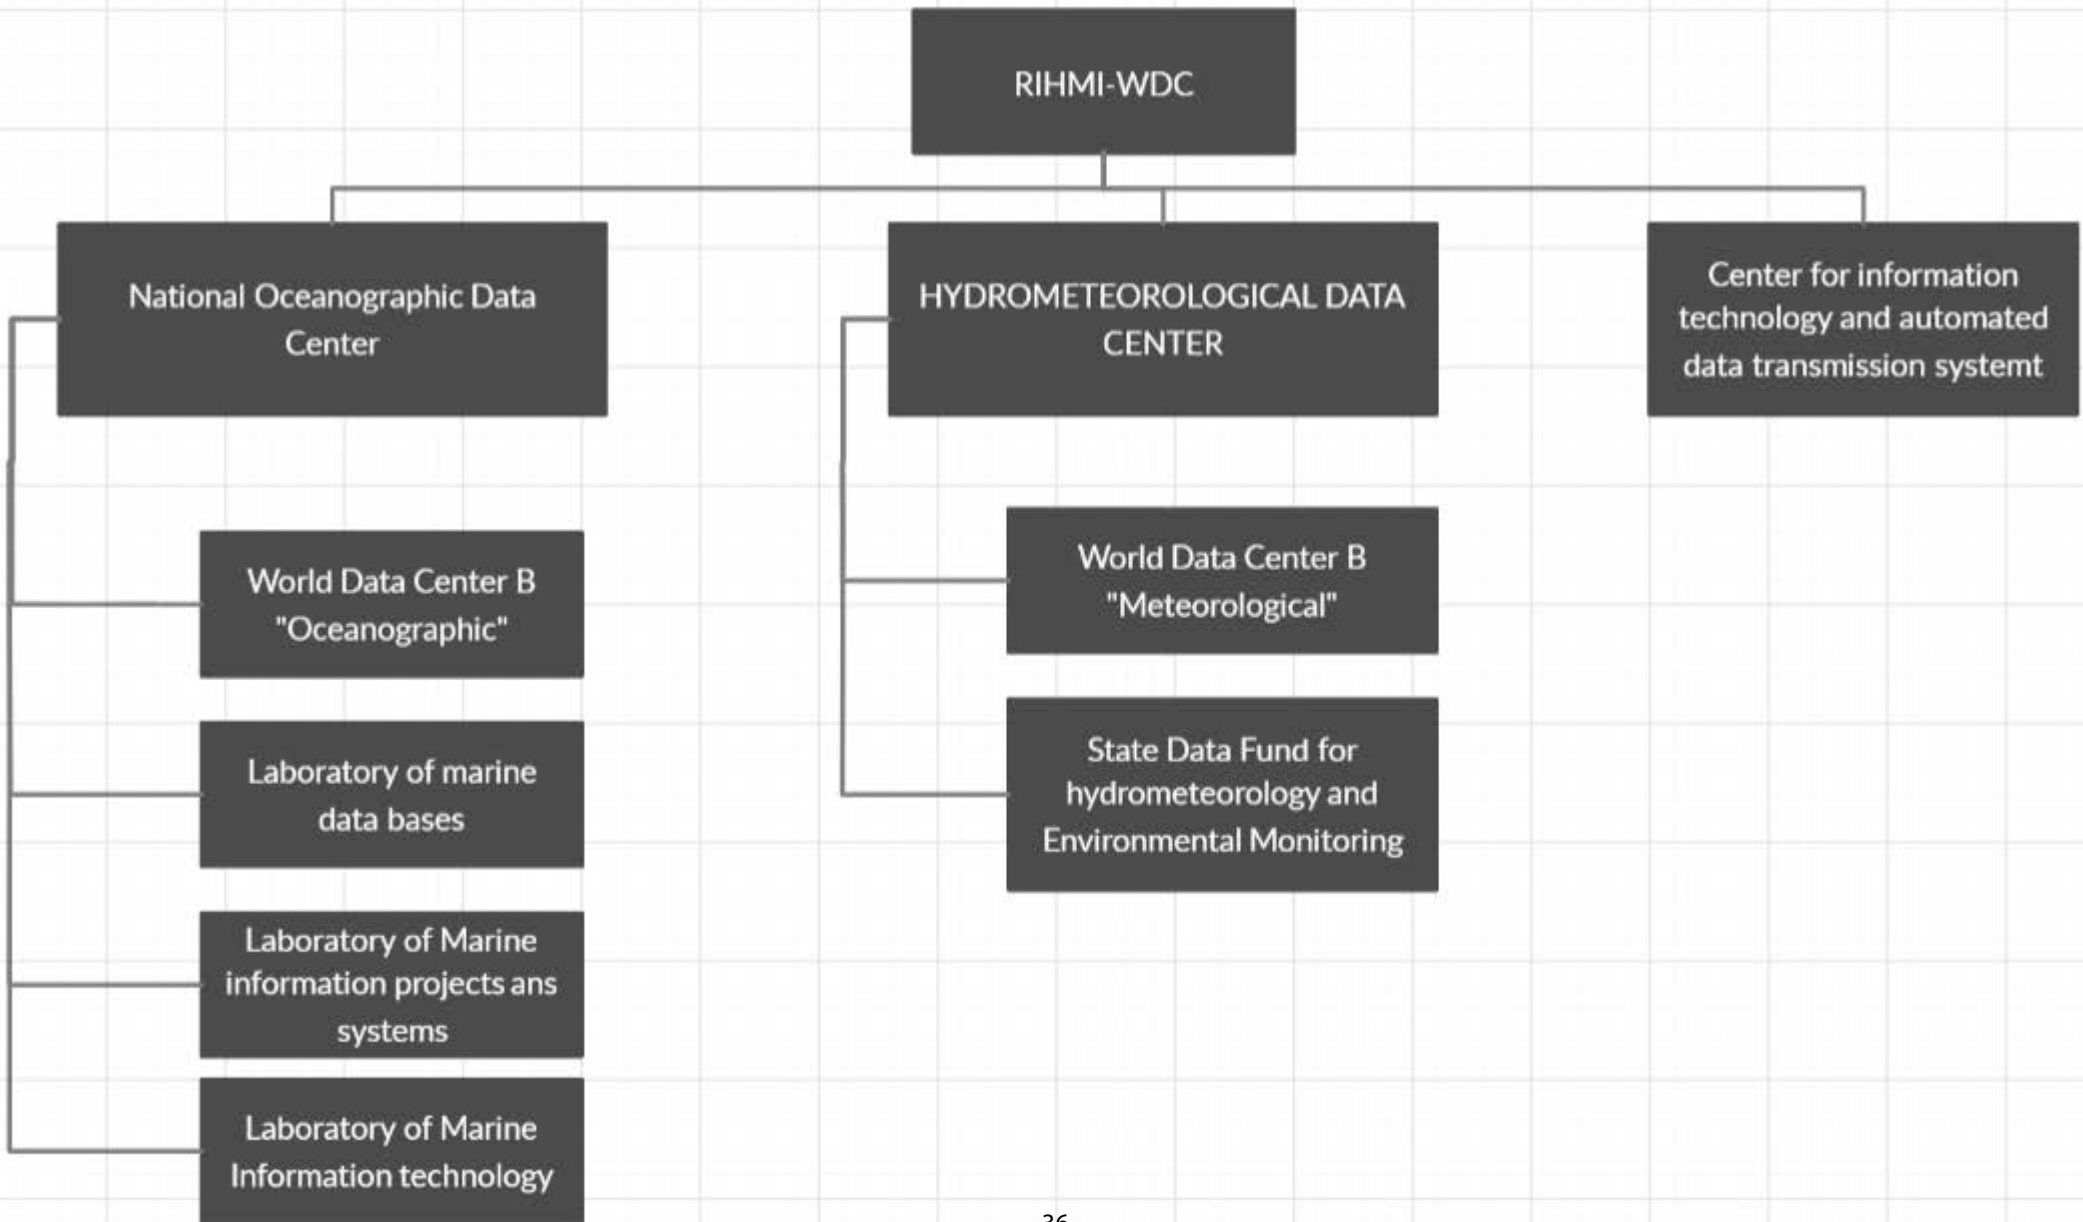 RIHMI-WDC
National Oceanographic Data
Center
World Data Center B
"Oceanographic"
Laboratory of marine
data bases
Laboratory of Marine
information projects ans
systems
Laboratory of Marine
Information technology
HYDROMETEOROLOGICAL DATA
CENTER
World Data Center B
"Meteorological"
State Data Fund for
hydrometeorology and
Environmental Monitoring
Center for information
technology and automated
data transmission systemt